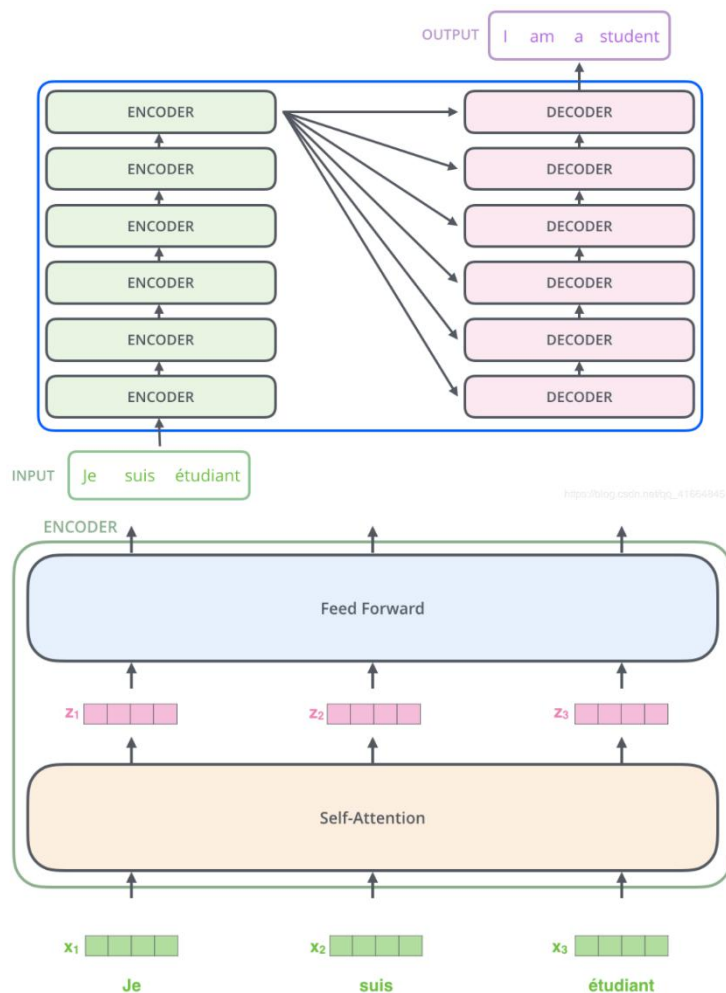 OUTPUT I am a student
ENCODER DECODER
ENCODER DECODER
ENCODER DECODER
ENCODER DECODER
ENCODER DECODER
ENCODER DECODER
INPUT Je suis étudiant
ENCODER
Feed Forward
z₁ z₂ z₃
Self-Attention
x₁ x₂ x₃
Je suis étudiant